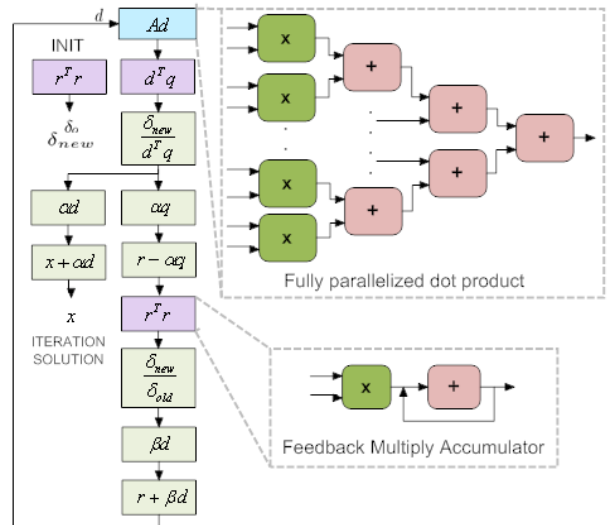 d
Ad
INIT
r^T r
d^T q
δ_o
δ_new
δ_new
d^T q
αd
αq
x + αd
r − αq
x
r^T r
ITERATION
SOLUTION
δ_new
δ_old
βd
r + βd
x
x
x
x
+
+
+
+
+
Fully parallelized dot product
x
+
Feedback Multiply Accumulator